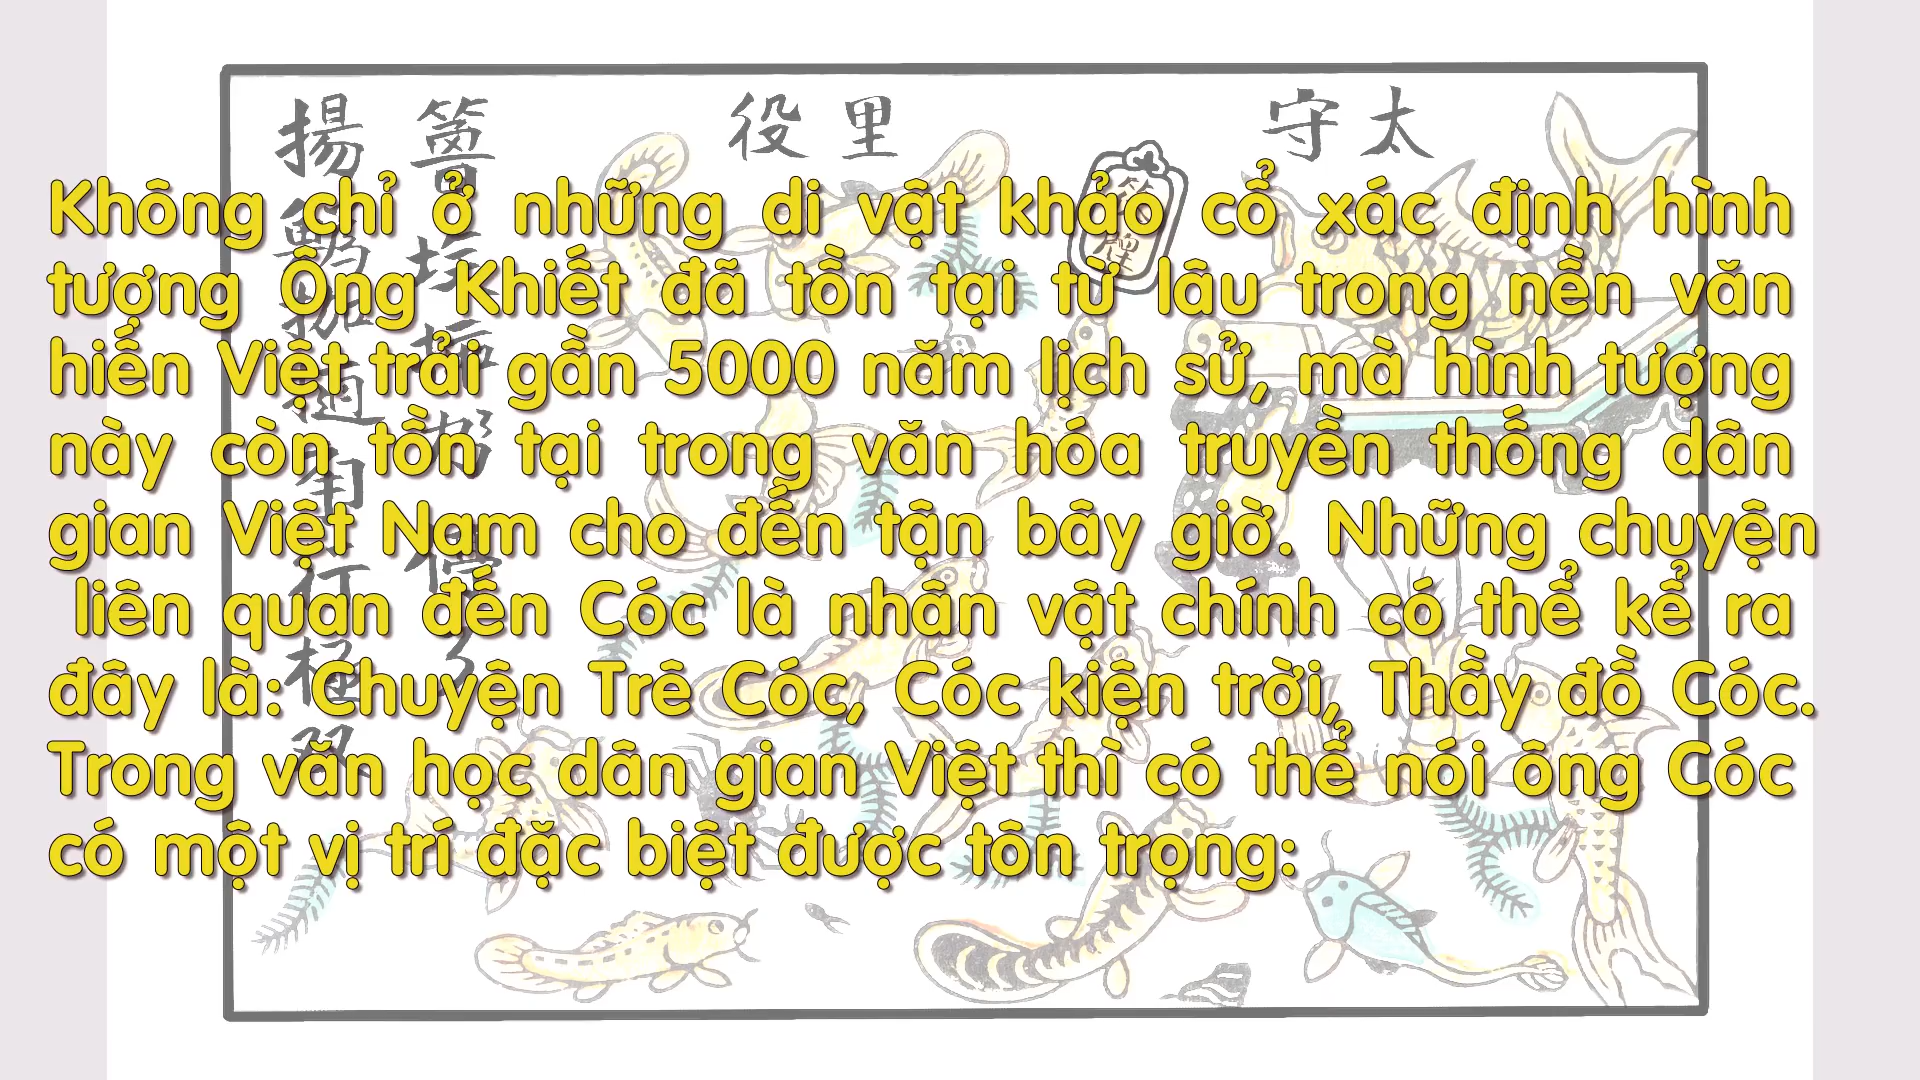 役里
守太
Không chỉ ở những di vật khảo cổ xác định hình
tượng Ông Khiết đã tồn tại từ lâu trong nền văn
hiến Việt trải gần 5000 năm lịch sử, mà hình tượng
này còn tồn tại trong văn hóa truyền thống dân
gian Việt Nam cho đến tận bây giờ. Những chuyện
liên quan đến Cóc là nhân vật chính có thể kể ra
đây là: Chuyện Trê Cóc, Cóc kiện trời, Thầy đồ Cóc.
Trong văn học dân gian Việt thì có thể nói ông Cóc
có một vị trí đặc biệt được tôn trọng: